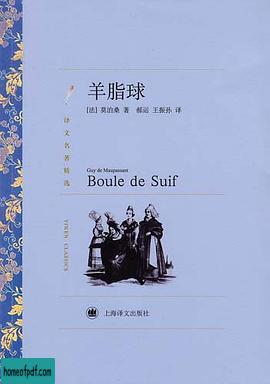 羊脂球
[法] 莫泊桑 著 郝运 王振孙 译
译文名著精选
YIWEN CLASSICS
Guy de Maupassant
Boule de Suif
上海译文出版社
homeofpdf.com